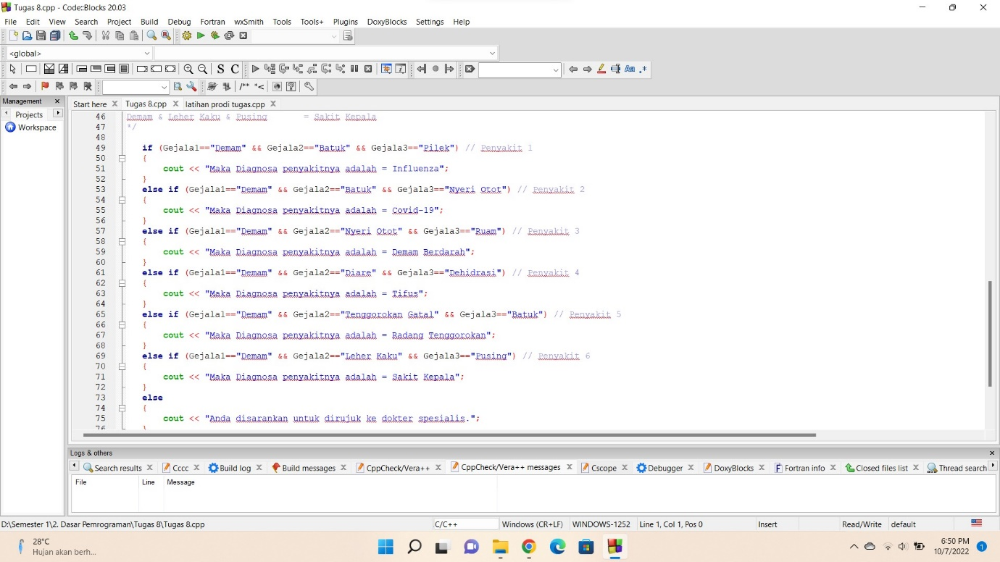 Tugas 8.cpp - Code::Blocks 20.03
File Edit View Search Project Build Debug Fortran wxSmith Tools Tools+ Plugins DoxyBlocks Settings Help
<global>
S C
/** *<
Management
Projects
Workspace
Start here Tugas 8.cpp latihan prodi tugas.cpp
46 Demam & Leher Kaku & Pusing = Sakit Kepala
47 */
48
49 if (Gejala1=="Demam" && Gejala2=="Batuk" && Gejala3=="Pilek") // Penyakit 1
50 {
51 cout << "Maka Diagnosa penyakitnya adalah = Influenza";
52 }
53 else if (Gejala1=="Demam" && Gejala2=="Batuk" && Gejala3=="Nyeri Otot") // Penyakit 2
54 {
55 cout << "Maka Diagnosa penyakitnya adalah = Covid-19";
56 }
57 else if (Gejala1=="Demam" && Gejala2=="Nyeri Otot" && Gejala3=="Ruam") // Penyakit 3
58 {
59 cout << "Maka Diagnosa penyakitnya adalah = Demam Berdarah";
60 }
61 else if (Gejala1=="Demam" && Gejala2=="Diare" && Gejala3=="Dehidrasi") // Penyakit 4
62 {
63 cout << "Maka Diagnosa penyakitnya adalah = Tifus";
64 }
65 else if (Gejala1=="Demam" && Gejala2=="Tenggorokan Gatal" && Gejala3=="Batuk") // Penyakit 5
66 {
67 cout << "Maka Diagnosa penyakitnya adalah = Radang Tenggorokan";
68 }
69 else if (Gejala1=="Demam" && Gejala2=="Leher Kaku" && Gejala3=="Pusing") // Penyakit 6
70 {
71 cout << "Maka Diagnosa penyakitnya adalah = Sakit Kepala";
72 }
73 else
74 {
75 cout << "Anda disarankan untuk dirujuk ke dokter spesialis.";
76 }
Logs & others
Search results Cccc Build log Build messages CppCheck/Vera++ CppCheck/Vera++ messages Cscope Debugger DoxyBlocks Fortran info Closed files list Thread search
File Line Message
D:\Semester 1\2. Dasar Pemrograman\Tugas 8\Tugas 8.cpp C/C++ Windows (CR+LF) WINDOWS-1252 Line 1, Col 1, Pos 0 Insert Read/Write default
28°C
Hujan akan berh...
6:50 PM
10/7/2022
1